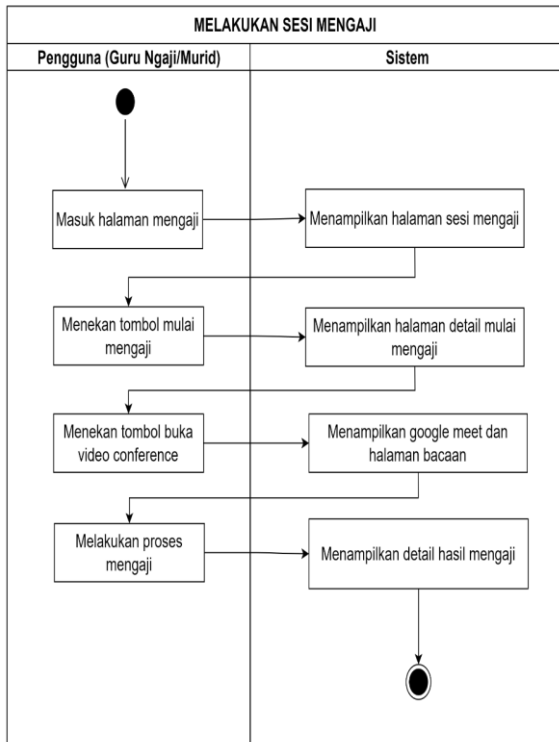 MELAKUKAN SESI MENGAJI
Pengguna (Guru Ngaji/Murid)
Sistem
Masuk halaman mengaji
Menampilkan halaman sesi mengaji
Menekan tombol mulai
mengaji
Menampilkan halaman detail mulai
mengaji
Menekan tombol buka
video conference
Menampilkan google meet dan
halaman bacaan
Melakukan proses
mengaji
Menampilkan detail hasil mengaji